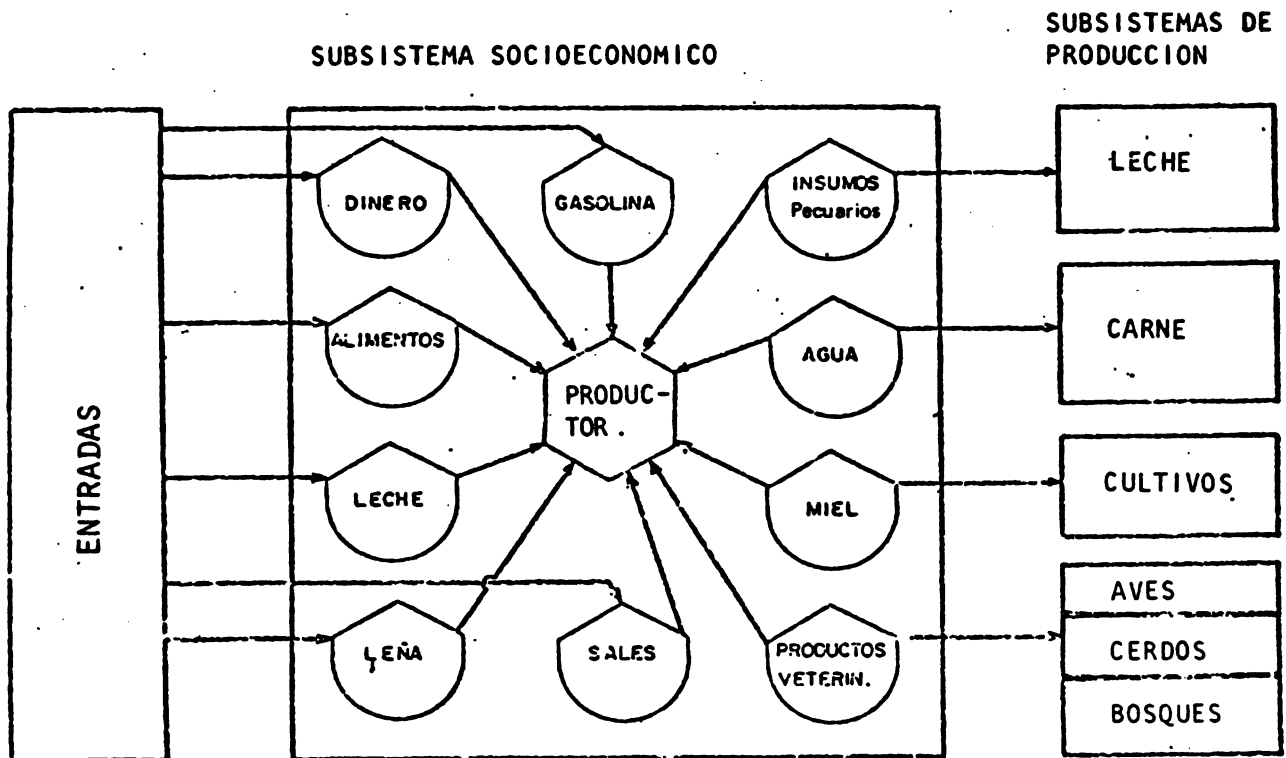 SUBSISTEMA SOCIOECONOMICO
SUBSISTEMAS DE
PRODUCCION
ENTRADAS
DINERO
GASOLINA
INSUMOS
Pecuarios
ALIMENTOS
AGUA
PRODUC-
TOR.
LECHE
MIEL
LEÑA
SALES
PRODUCTOS
VETERIN.
LECHE
CARNE
CULTIVOS
AVES
CERDOS
BOSQUES